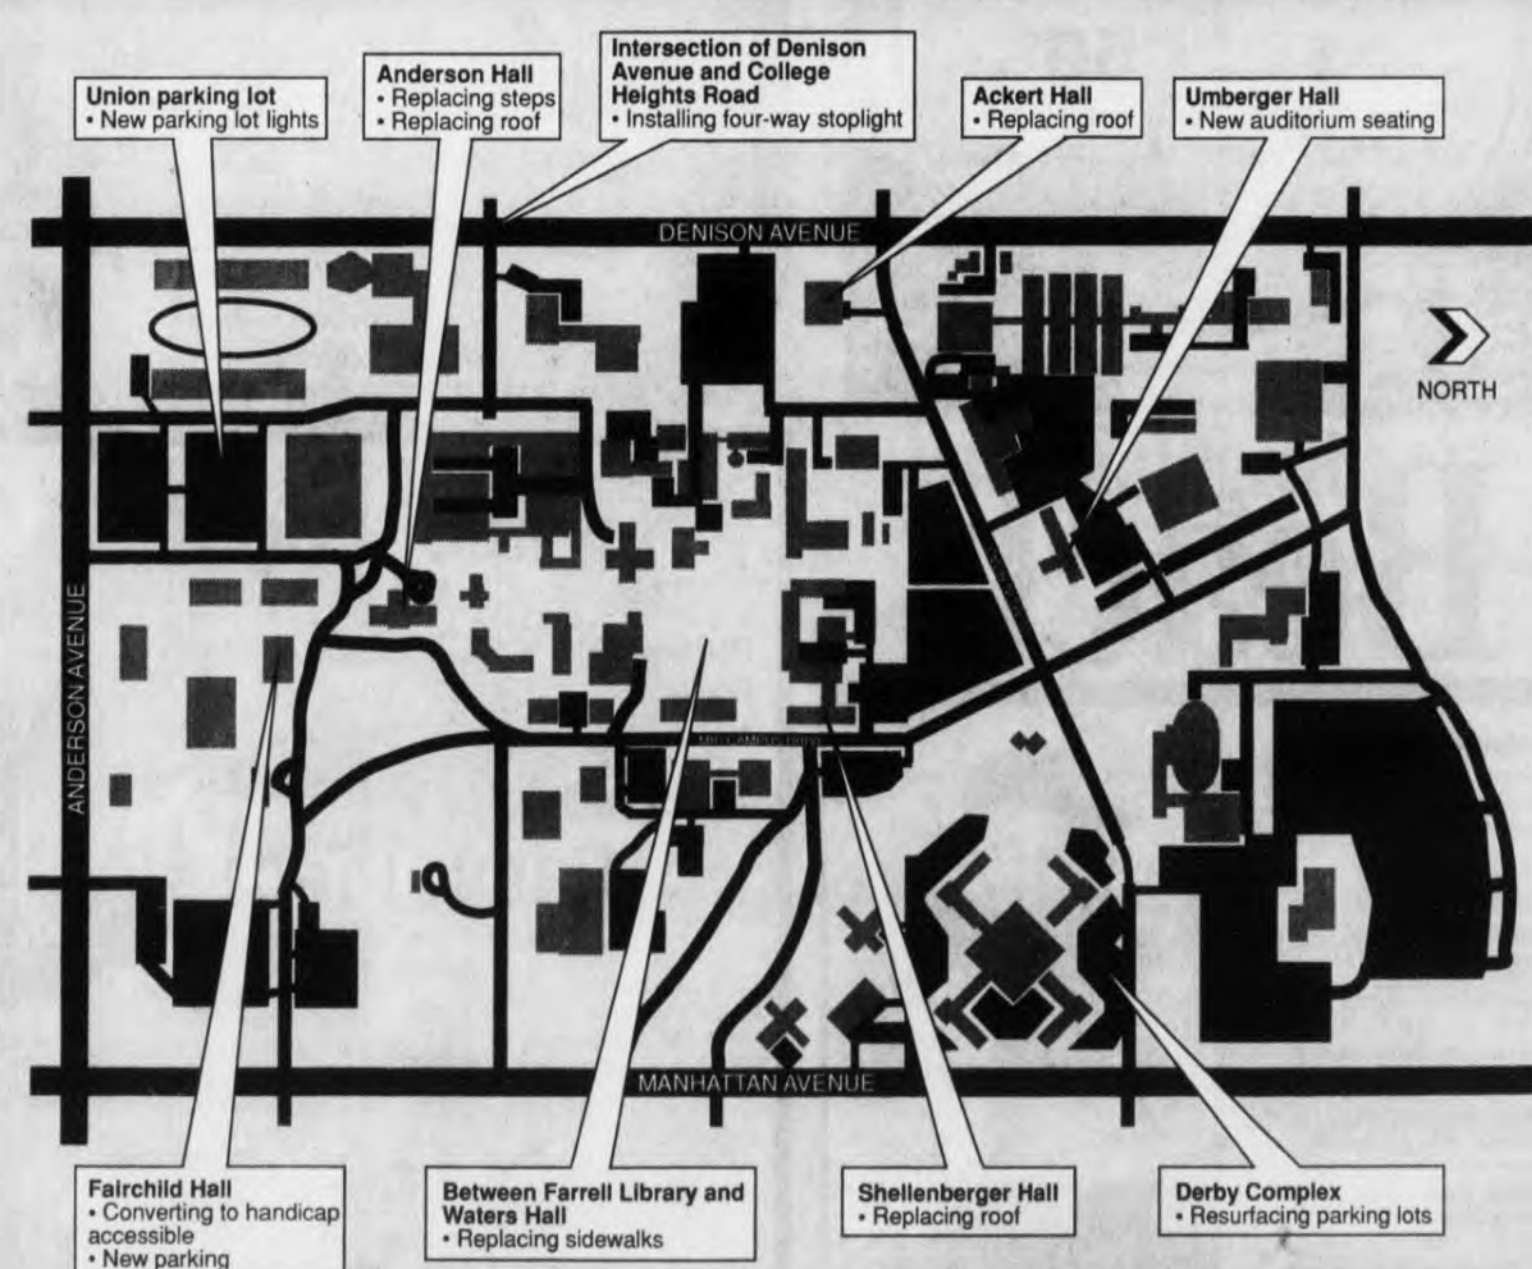 Union parking lot
• New parking lot lights
Anderson Hall
• Replacing steps
• Replacing roof
Intersection of Denison
Avenue and College
Heights Road
• Installing four-way stoplight
Ackert Hall
• Replacing roof
Umberger Hall
• New auditorium seating
DENISON AVENUE
NORTH
ANDERSON AVENUE
MANHATTAN AVENUE
Fairchild Hall
• Converting to handicap
accessible
• New parking
Between Farrell Library and
Waters Hall
• Replacing sidewalks
Shellenberger Hall
• Replacing roof
Derby Complex
• Resurfacing parking lots